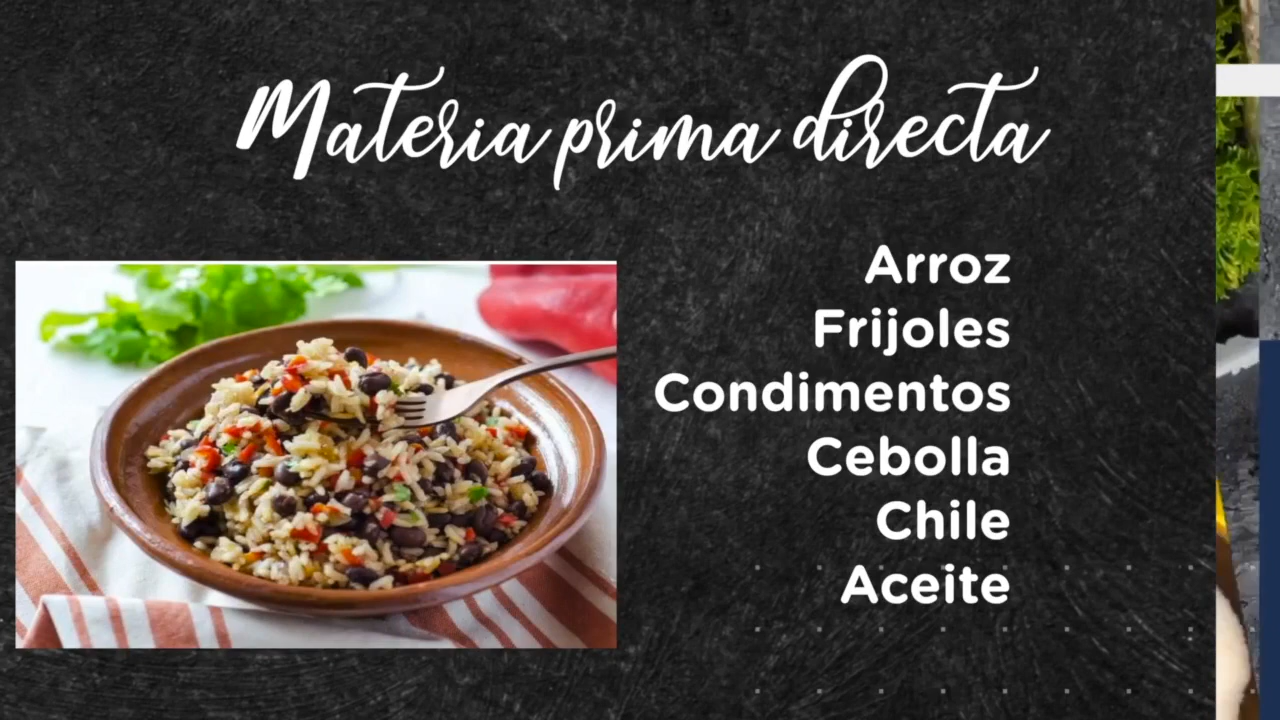 Materia prima directa
Arroz
Frijoles
Condimentos
Cebolla
Chile
Aceite